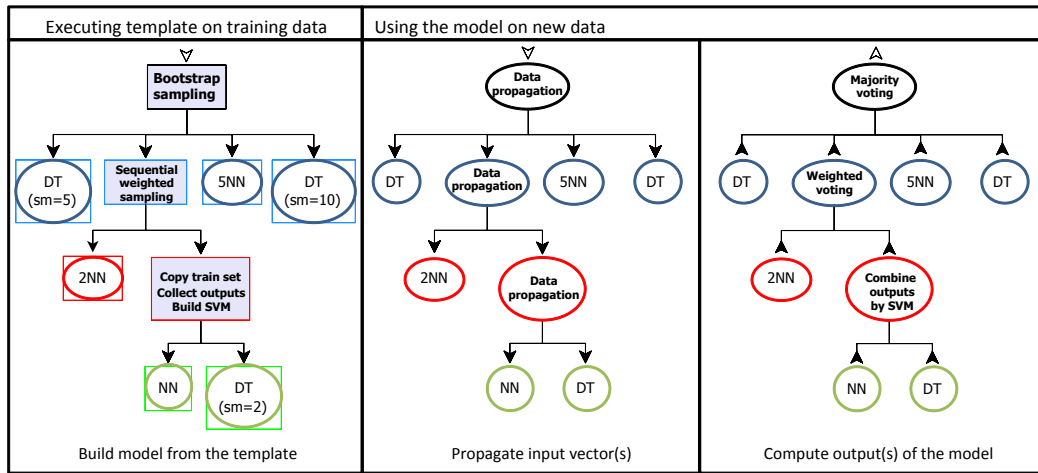 Executing template on training data
Using the model on new data
Bootstrap
sampling
DT
(sm=5)
Sequential
weighted
sampling
5NN
DT
(sm=10)
2NN
Copy train set
Collect outputs
Build SVM
NN
DT
(sm=2)
Build model from the template
Data
propagation
DT
Data
propagation
5NN
DT
2NN
Data
propagation
NN
DT
Propagate input vector(s)
Majority
voting
DT
Weighted
voting
5NN
DT
2NN
Combine
outputs
by SVM
NN
DT
Compute output(s) of the model